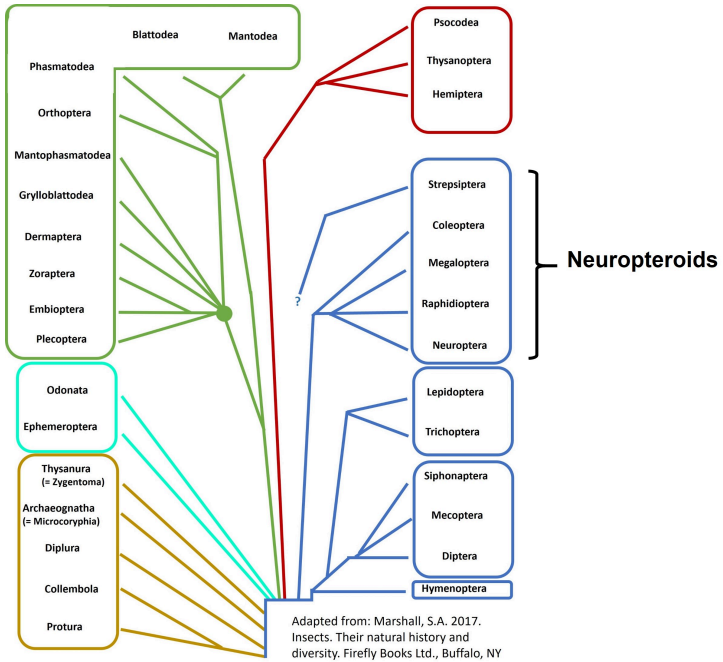 Blattodea
Mantodea
Phasmatodea
Orthoptera
Mantophasmatodea
Grylloblattodea
Dermaptera
Zoraptera
Embioptera
Plecoptera
Odonata
Ephemeroptera
Thysanura
(= Zygentoma)
Archaeognatha
(= Microcoryphia)
Diplura
Collembola
Protura
Psocodea
Thysanoptera
Hemiptera
Strepsiptera
Coleoptera
Megaloptera
Raphidioptera
Neuroptera
?
Neuropteroids
Lepidoptera
Trichoptera
Siphonaptera
Mecoptera
Diptera
Hymenoptera
Adapted from: Marshall, S.A. 2017.
Insects. Their natural history and
diversity. Firefly Books Ltd., Buffalo, NY